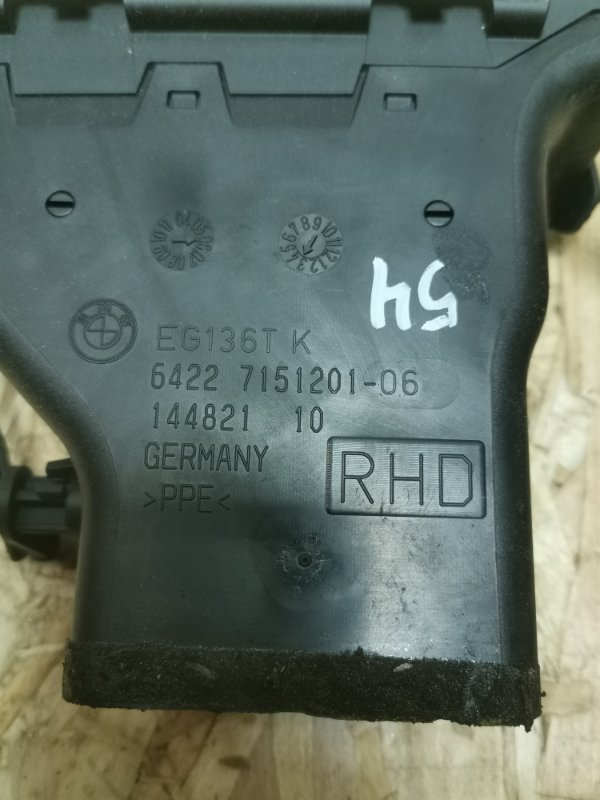 54
EG136T K
6422 7151201-06
144821 10
GERMANY
RHD
>PPE<